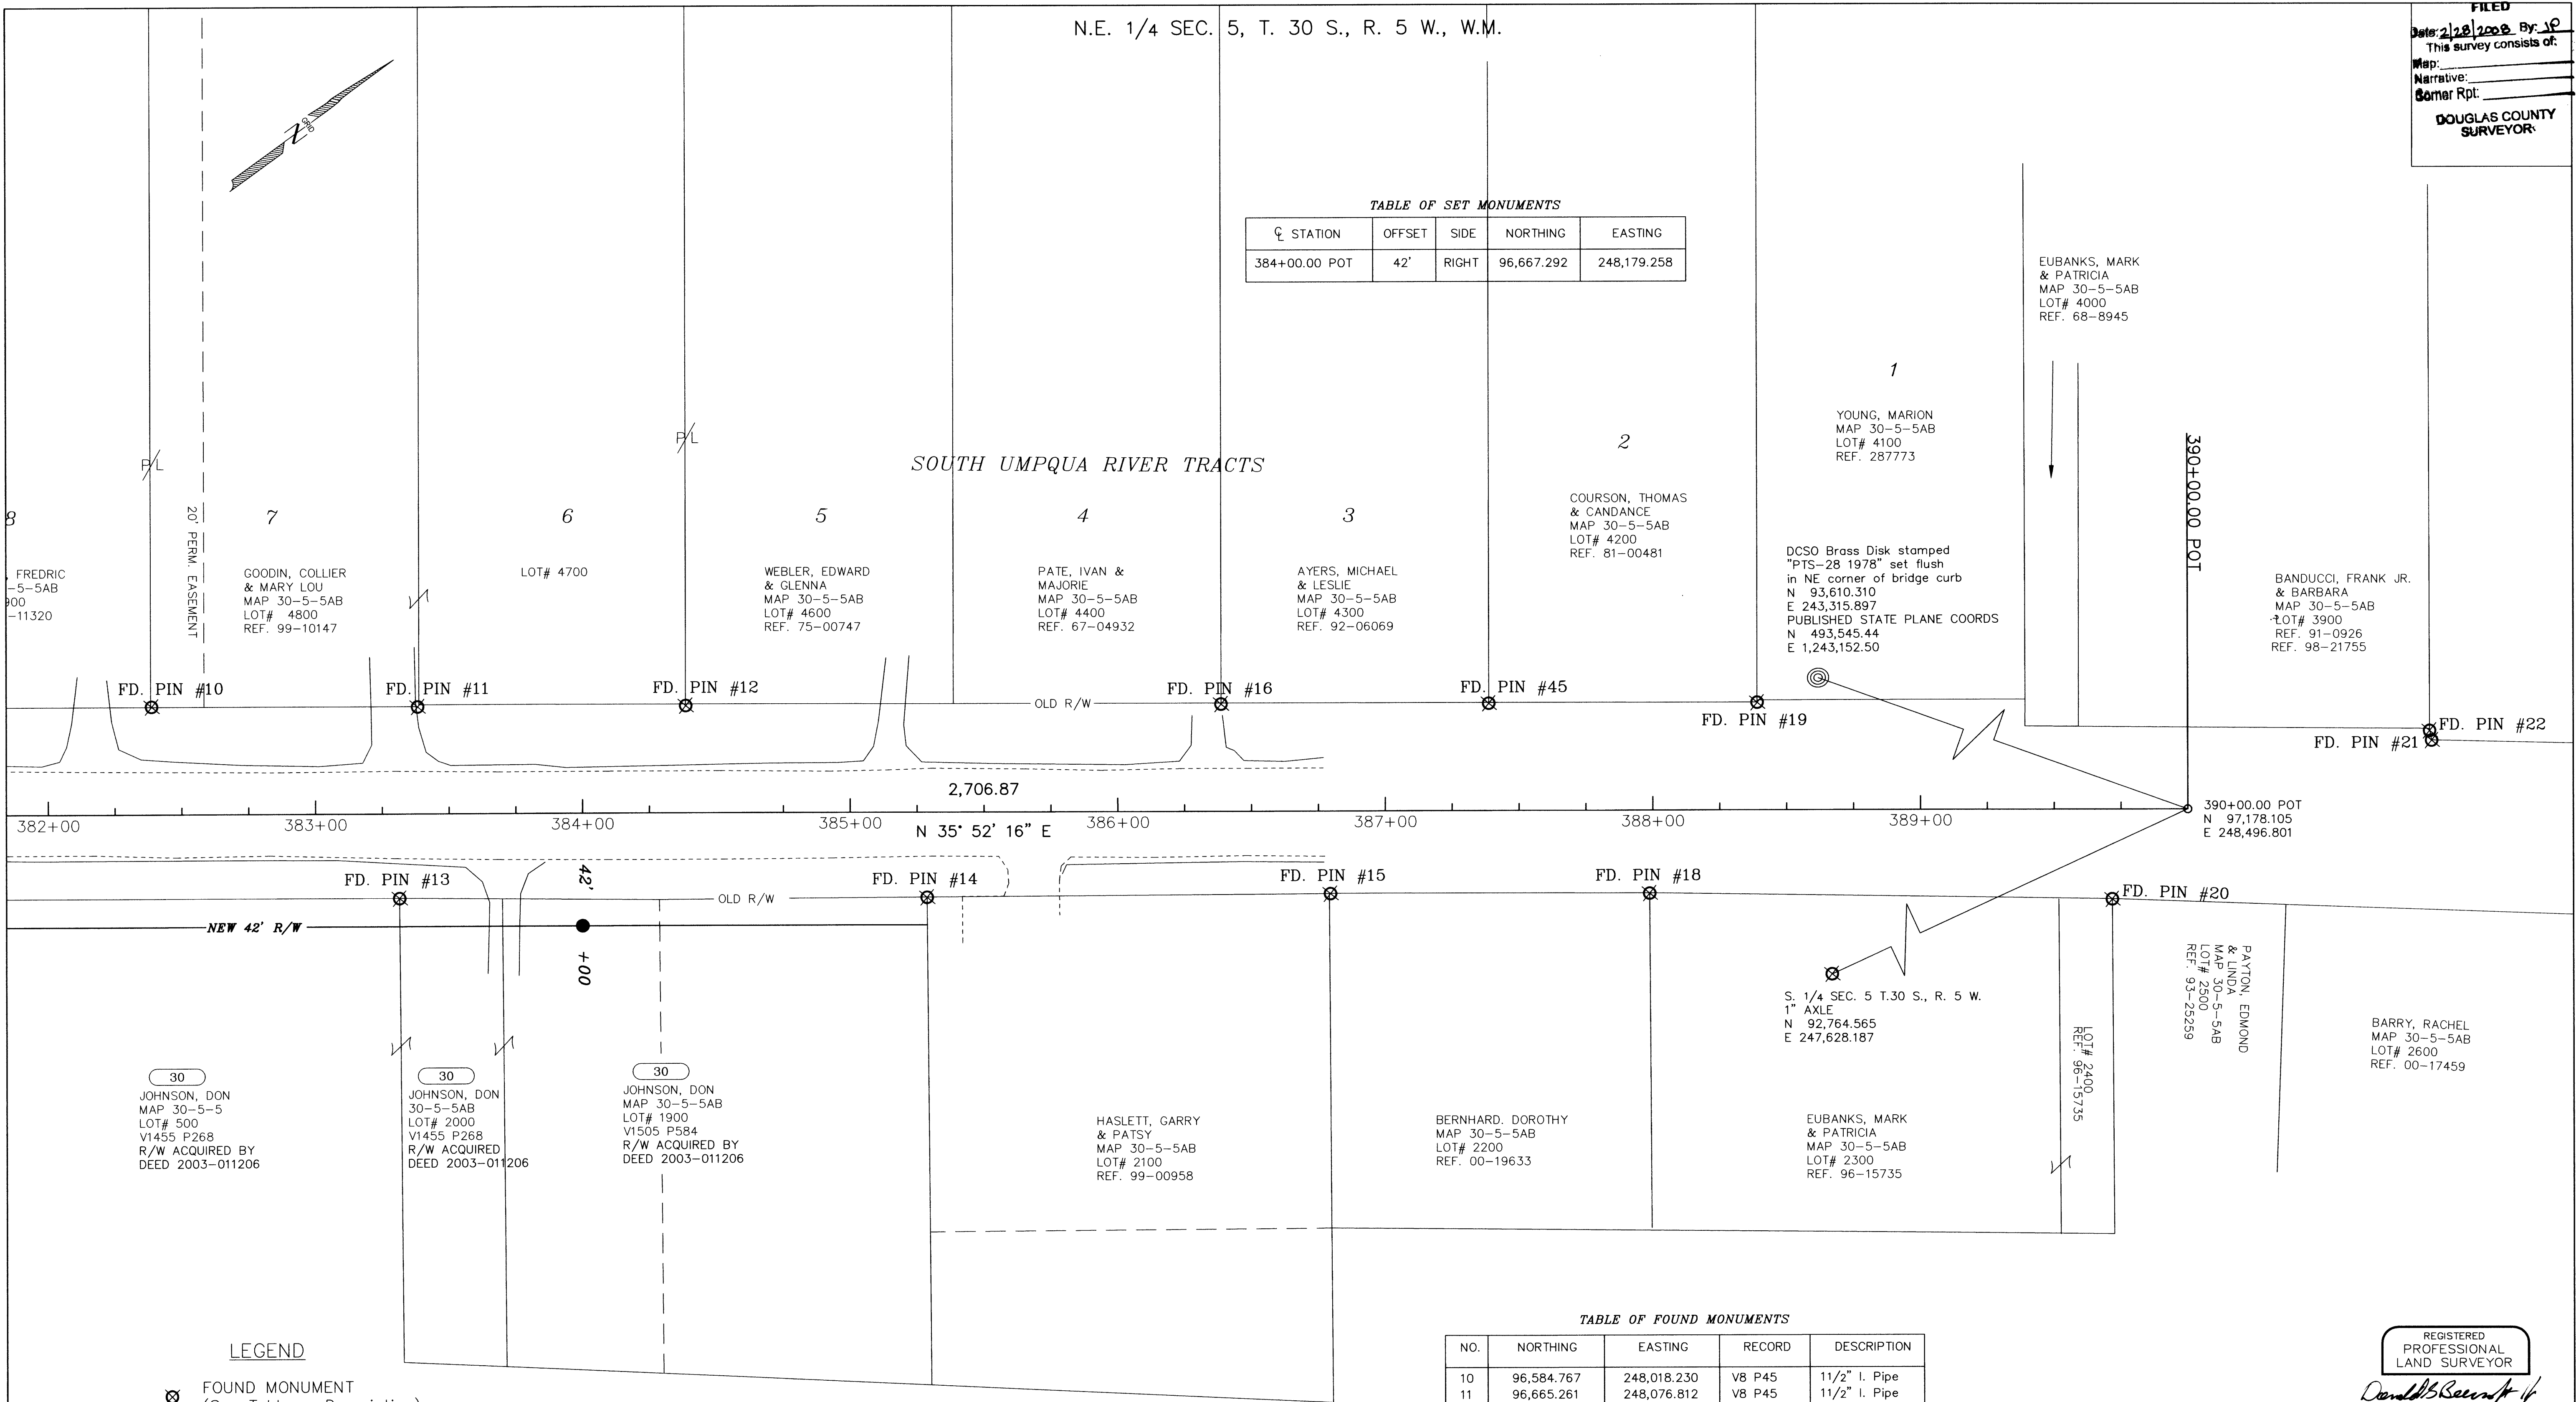 N.E. 1/4 SEC. 5, T. 30 S., R. 5 W., W.M.
FILED
Date: 2/28/2008 By: JP
This survey consists of:
Map:
Narrative:
Corner Rpt:
DOUGLAS COUNTY
SURVEYOR
N
GRID
TABLE OF SET MONUMENTS
℄ STATION OFFSET SIDE NORTHING EASTING
384+00.00 POT 42' RIGHT 96,667.292 248,179.258
EUBANKS, MARK
& PATRICIA
MAP 30-5-5AB
LOT# 4000
REF. 68-8945
1
YOUNG, MARION
MAP 30-5-5AB
LOT# 4100
REF. 287773
2
COURSON, THOMAS
& CANDANCE
MAP 30-5-5AB
LOT# 4200
REF. 81-00481
SOUTH UMPQUA RIVER TRACTS
P/L
P/L
390+00.00 POT
8
, FREDRIC
-5-5AB
900
-11320
20' PERM. EASEMENT
7
GOODIN, COLLIER
& MARY LOU
MAP 30-5-5AB
LOT# 4800
REF. 99-10147
6
LOT# 4700
5
WEBLER, EDWARD
& GLENNA
MAP 30-5-5AB
LOT# 4600
REF. 75-00747
4
PATE, IVAN &
MAJORIE
MAP 30-5-5AB
LOT# 4400
REF. 67-04932
3
AYERS, MICHAEL
& LESLIE
MAP 30-5-5AB
LOT# 4300
REF. 92-06069
DCSO Brass Disk stamped
"PTS-28 1978" set flush
in NE corner of bridge curb
N 93,610.310
E 243,315.897
PUBLISHED STATE PLANE COORDS
N 493,545.44
E 1,243,152.50
BANDUCCI, FRANK JR.
& BARBARA
MAP 30-5-5AB
LOT# 3900
REF. 91-0926
REF. 98-21755
FD. PIN #10
FD. PIN #11
FD. PIN #12
OLD R/W
FD. PIN #16
FD. PIN #45
FD. PIN #19
FD. PIN #22
FD. PIN #21
2,706.87
382+00 383+00 384+00 385+00 386+00 387+00 388+00 389+00
N 35° 52' 16" E
390+00.00 POT
N 97,178.105
E 248,496.801
FD. PIN #13
42'
+00
OLD R/W
FD. PIN #14
FD. PIN #15
FD. PIN #18
FD. PIN #20
NEW 42' R/W
S. 1/4 SEC. 5 T.30 S., R. 5 W.
1" AXLE
N 92,764.565
E 247,628.187
LOT# 2400
REF. 96-15735
PAYTON, EDMOND
& LINDA
MAP 30-5-5AB
LOT# 2500
REF. 93-25259
BARRY, RACHEL
MAP 30-5-5AB
LOT# 2600
REF. 00-17459
30
JOHNSON, DON
MAP 30-5-5
LOT# 500
V1455 P268
R/W ACQUIRED BY
DEED 2003-011206
30
JOHNSON, DON
30-5-5AB
LOT# 2000
V1455 P268
R/W ACQUIRED
DEED 2003-011206
30
JOHNSON, DON
MAP 30-5-5AB
LOT# 1900
V1505 P584
R/W ACQUIRED BY
DEED 2003-011206
HASLETT, GARRY
& PATSY
MAP 30-5-5AB
LOT# 2100
REF. 99-00958
BERNHARD. DOROTHY
MAP 30-5-5AB
LOT# 2200
REF. 00-19633
EUBANKS, MARK
& PATRICIA
MAP 30-5-5AB
LOT# 2300
REF. 96-15735
LEGEND
FOUND MONUMENT
TABLE OF FOUND MONUMENTS
NO. NORTHING EASTING RECORD DESCRIPTION
10 96,584.767 248,018.230 V8 P45 11/2" I. Pipe
11 96,665.261 248,076.812 V8 P45 11/2" I. Pipe
REGISTERED
PROFESSIONAL
LAND SURVEYOR